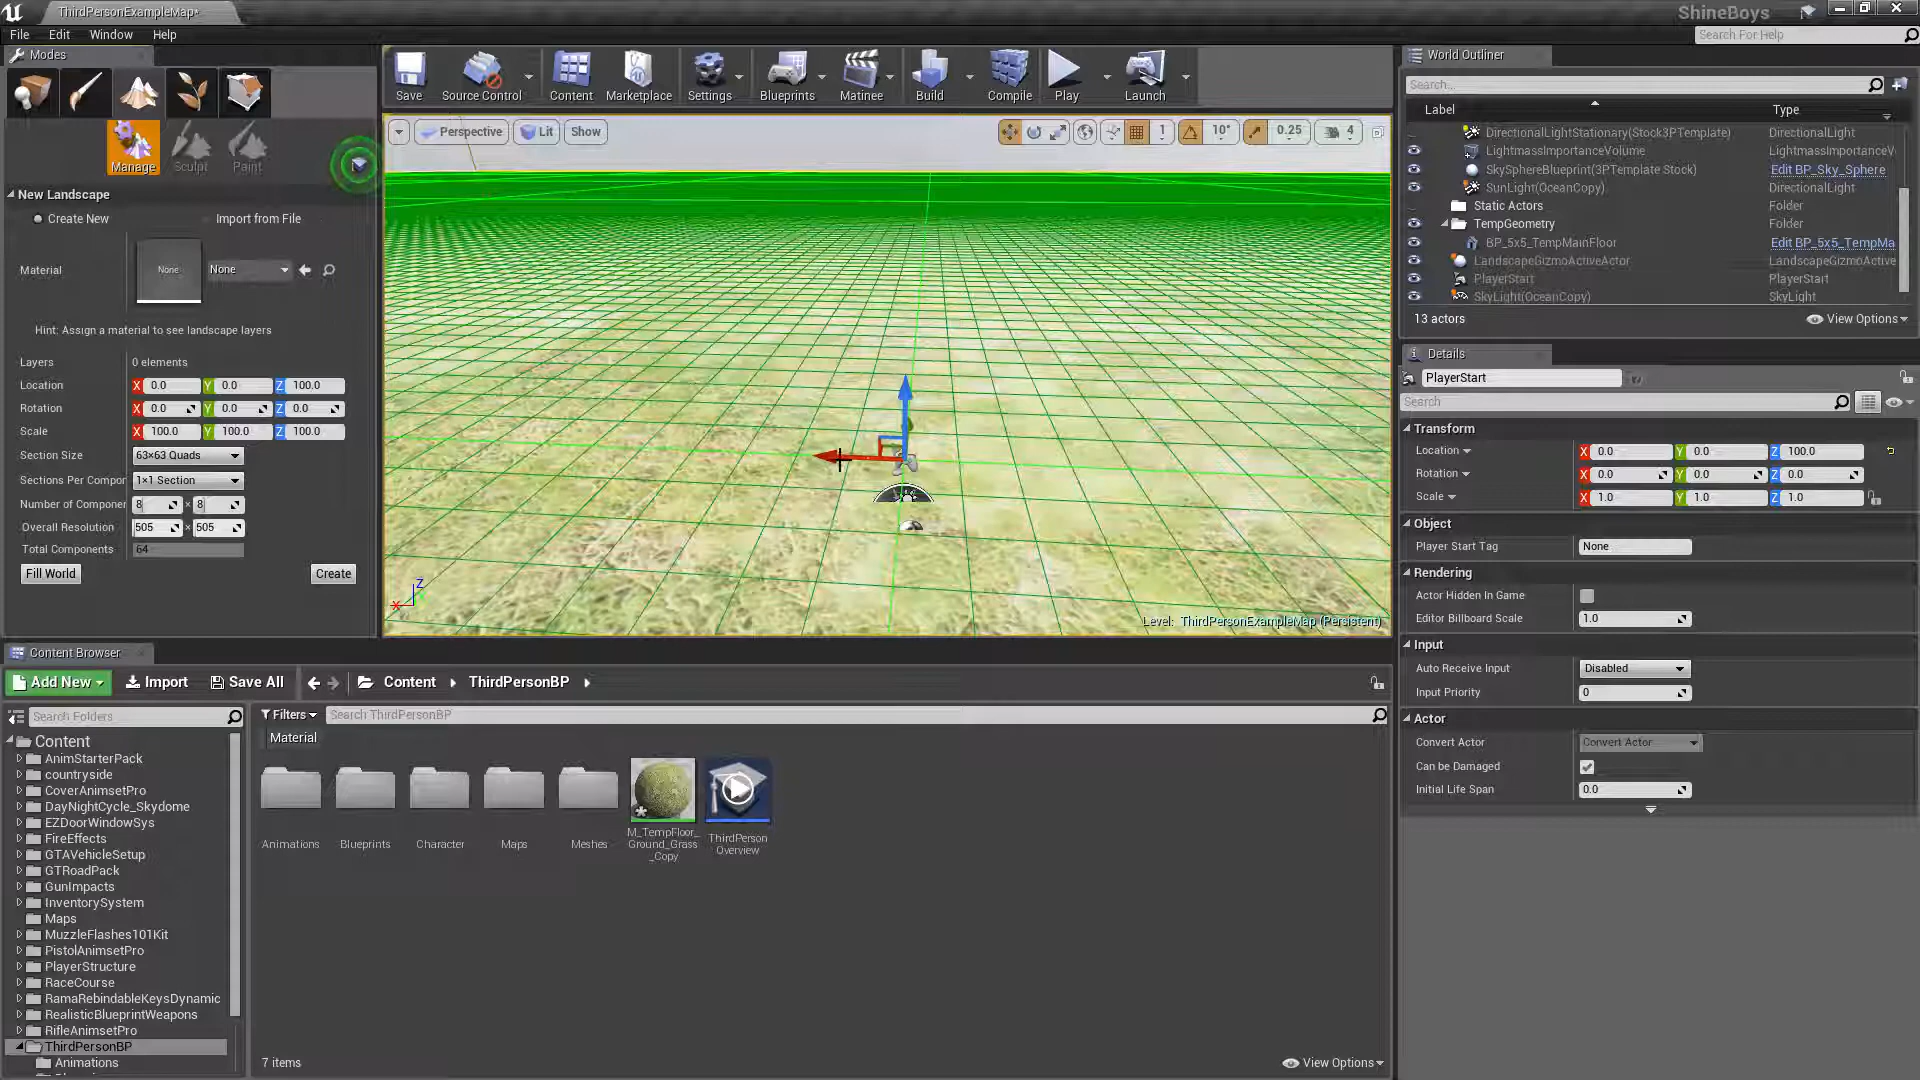 ThirdPersonExampleMap*
ShineBoys
File Edit Window Help
Search For Help
Modes
Manage Sculpt Paint
New Landscape
Create New Import from File
Material None None
Hint: Assign a material to see landscape layers
Layers 0 elements
Location X 0.0 Y 0.0 Z 100.0
Rotation X 0.0 Y 0.0 Z 0.0
Scale X 100.0 Y 100.0 Z 100.0
Section Size 63×63 Quads
Sections Per Compor 1×1 Section
Number of Componer 8 × 8
Overall Resolution 505 × 505
Total Components 64
Fill World Create
Save Source Control Content Marketplace Settings Blueprints Matinee Build Compile Play Launch
Perspective Lit Show 1 10° 0.25 4
Z
X
Level: ThirdPersonExampleMap (Persistent)
World Outliner
Search...
Label Type
DirectionalLightStationary(Stock3PTemplate) DirectionalLight
LightmassImportanceVolume LightmassImportanceV
SkySphereBlueprint(3PTemplate Stock) Edit BP_Sky_Sphere
SunLight(OceanCopy) DirectionalLight
Static Actors Folder
TempGeometry Folder
BP_5x5_TempMainFloor Edit BP_5x5_TempMa
LandscapeGizmoActiveActor LandscapeGizmoActive
PlayerStart PlayerStart
SkyLight(OceanCopy) SkyLight
13 actors View Options
Details
PlayerStart
Search
Transform
Location X 0.0 Y 0.0 Z 100.0
Rotation X 0.0 Y 0.0 Z 0.0
Scale X 1.0 Y 1.0 Z 1.0
Object
Player Start Tag None
Rendering
Actor Hidden In Game
Editor Billboard Scale 1.0
Input
Auto Receive Input Disabled
Input Priority 0
Actor
Convert Actor Convert Actor
Can be Damaged
Initial Life Span 0.0
Content Browser
Add New Import Save All Content ThirdPersonBP
Search Folders
Content
AnimStarterPack
countryside
CoverAnimsetPro
DayNightCycle_Skydome
EZDoorWindowSys
FireEffects
GTAVehicleSetup
GTRoadPack
GunImpacts
InventorySystem
Maps
MuzzleFlashes101Kit
PistolAnimsetPro
PlayerStructure
RaceCourse
RamaRebindableKeysDynamic
RealisticBlueprintWeapons
RifleAnimsetPro
ThirdPersonBP
Animations
Filters Search ThirdPersonBP
Material
Animations Blueprints Character Maps Meshes
M_TempFloor_
Ground_Grass
_Copy
ThirdPerson
Overview
7 items View Options